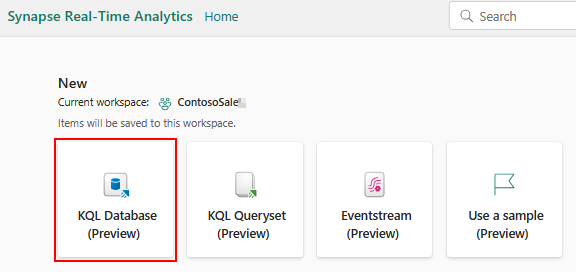 Synapse Real-Time Analytics Home Search
New
Current workspace: ContosoSale
Items will be saved to this workspace.
KQL Database (Preview)
KQL Queryset (Preview)
Eventstream (Preview)
Use a sample (Preview)